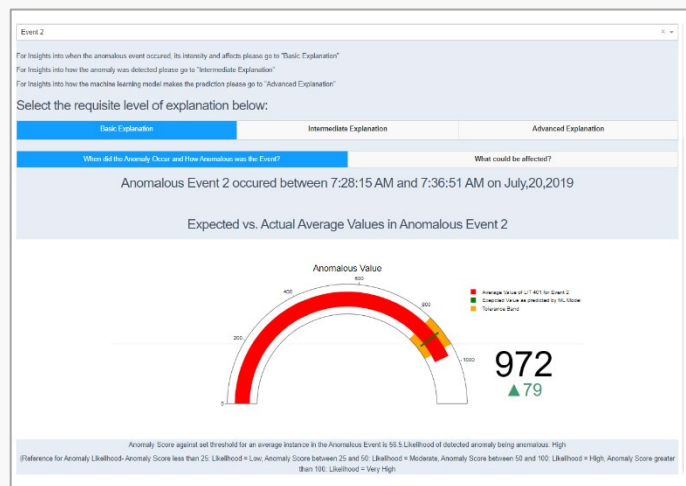 Event 2
For Insights into when the anomalous event occured, its intensity and affects please go to "Basic Explanation"
For Insights into how the anomaly was detected please go to "Intermediate Explanation"
For Insights into how the machine learning model makes the prediction please go to "Advanced Explanation"
Select the requisite level of explanation below:
Basic Explanation Intermediate Explanation Advanced Explanation
When did the Anomaly Occur and How Anomalous was the Event? What could be affected?
Anomalous Event 2 occured between 7:28:15 AM and 7:36:51 AM on July,20,2019
Expected vs. Actual Average Values in Anomalous Event 2
Anomalous Value
0
200
400
600
800
1000
Average Value of LIT 401 for Event 2
Expected Value as predicted by ML Model
Tolerance Band
972
▲79
Anomaly Score against set threshold for an average instance in the Anomalous Event is 56.5.Likelihood of detected anomaly being anomalous: High
(Reference for Anomaly Likelihood- Anomaly Score less than 25: Likelihood = Low, Anomaly Score between 25 and 50: Likelihood = Moderate, Anomaly Score between 50 and 100: Likelihood = High, Anomaly Score greater
than 100: Likelihood = Very High